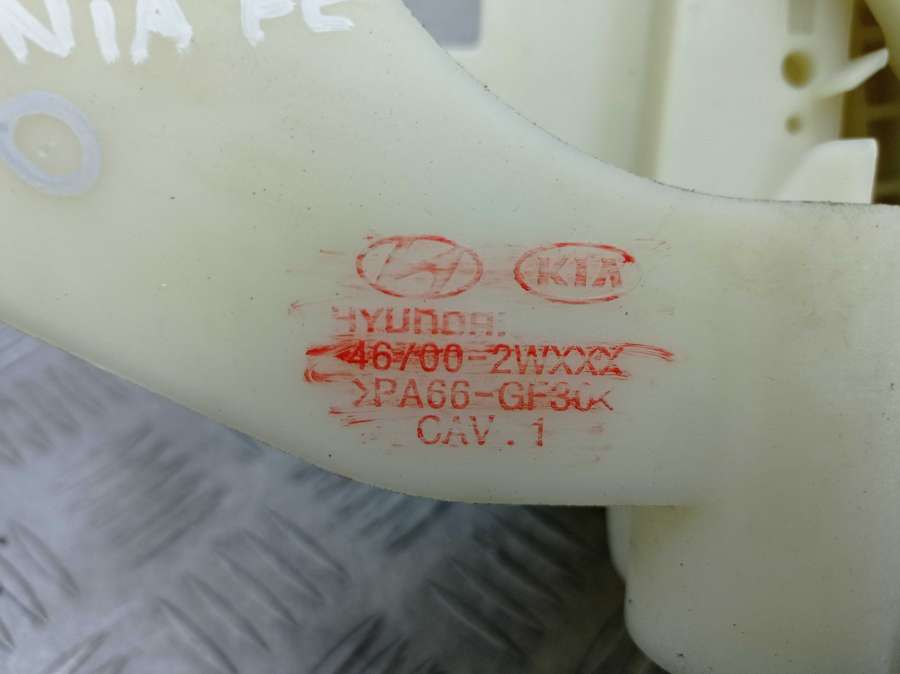 NIA FE
O
KIA
HYUNDAI
46700-2WXXX
>PA66-GF30<
CAV.1